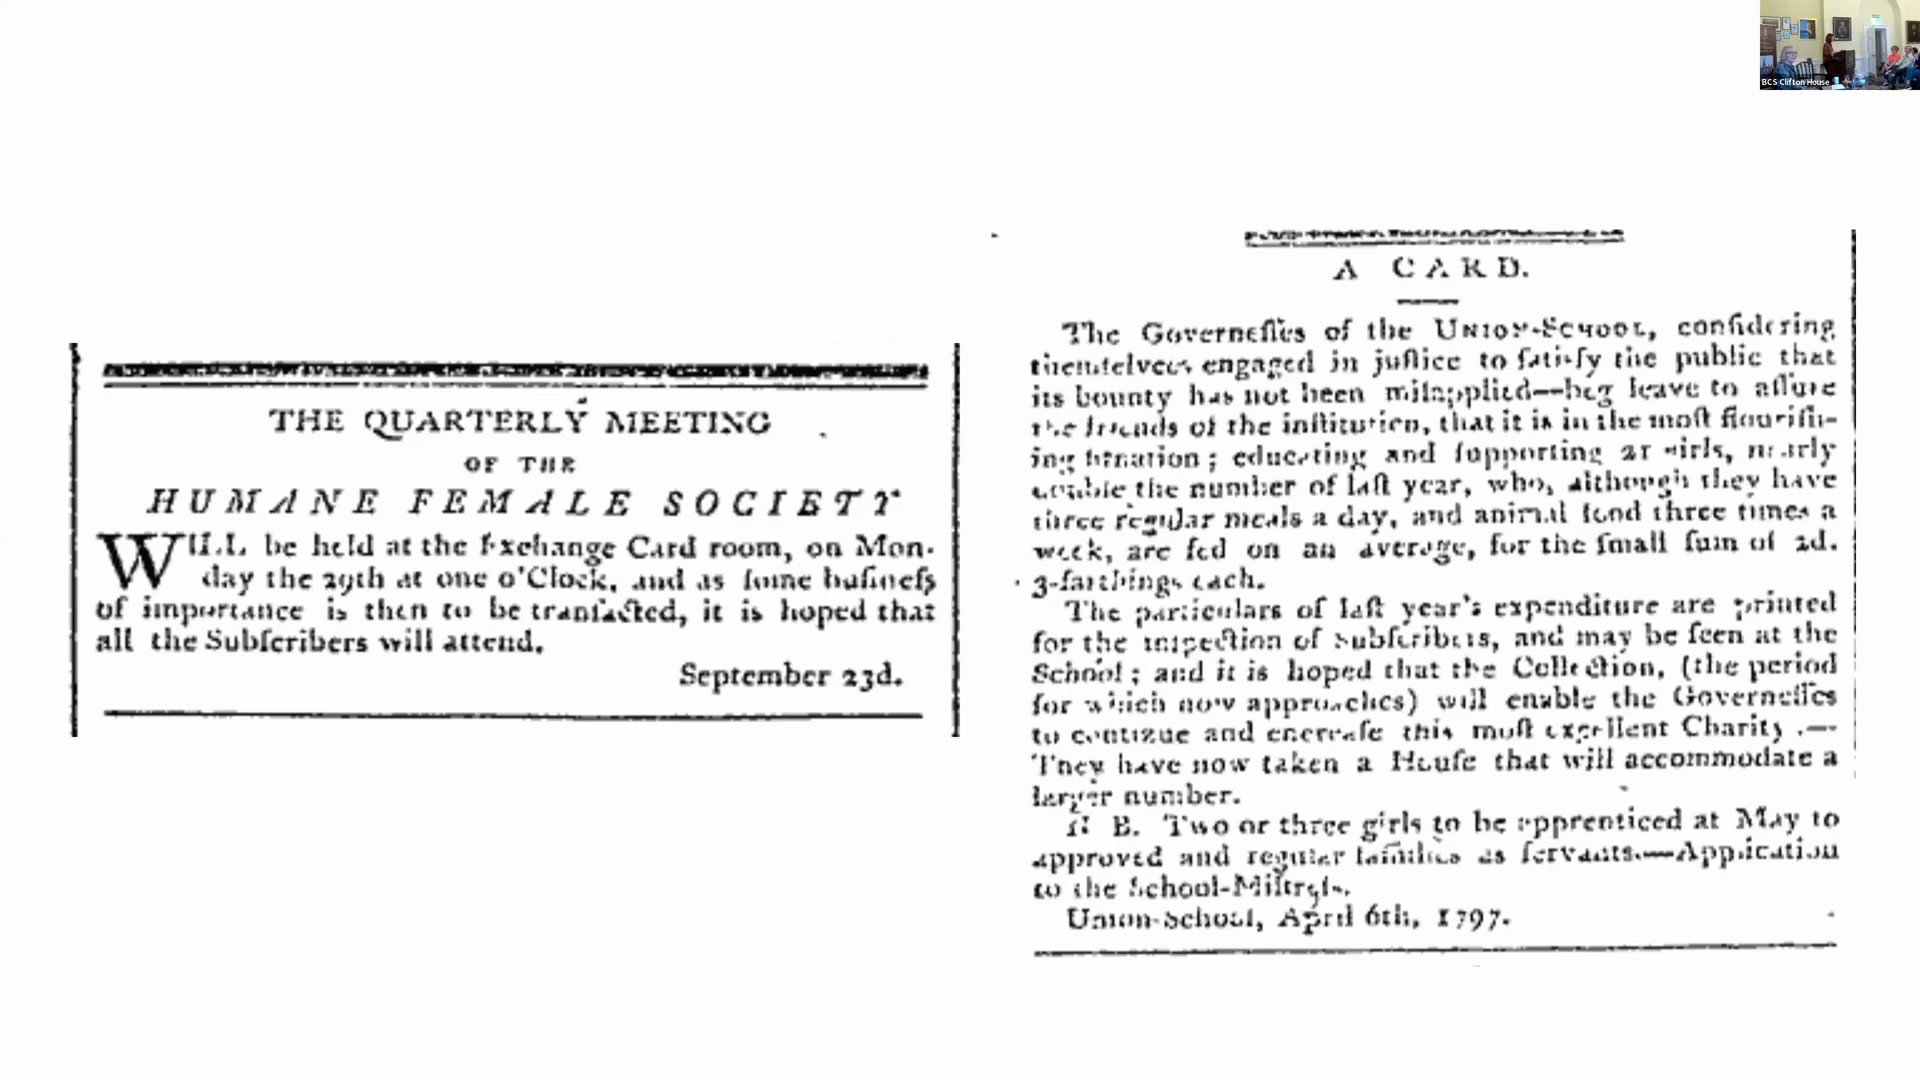 THE QUARTERLY MEETING
OF THE
HUMANE FEMALE SOCIETY
WILL be held at the Exchange Card room, on Mon-
day the 29th at one o'Clock, and as ſome buſineſs
of importance is then to be tranſacted, it is hoped that
all the Subſcribers will attend.
September 23d.
A CARD.
The Governeſſes of the UNION-SCHOOL, conſidering
themſelves engaged in juſtice to ſatisfy the public that
its bounty has not been miſapplied—beg leave to aſſure
the friends of the inſtitution, that it is in the moſt flouriſh-
ing ſituation; educating and ſupporting girls, nearly
double the number of laſt year, who, although they have
three regular meals a day, and animal food three times a
week, are fed on an average, for the ſmall ſum of 2d.
3-farthings each.
The particulars of laſt year's expenditure are printed
for the inſpection of Subſcribers, and may be ſeen at the
School; and it is hoped that the Collection, (the period
for which now approaches) will enable the Governeſſes
to continue and encreaſe this moſt excellent Charity.—
They have now taken a Houſe that will accommodate a
larger number.
N B. Two or three girls to be apprenticed at May to
approved and regular families as ſervants.—Application
to the School-Miſtreſs.
Union-School, April 6th, 1797.
BCS Clifton House